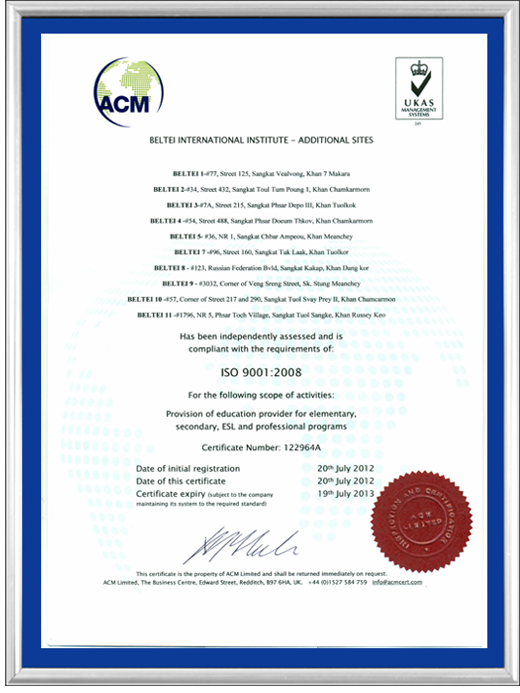 ACM
UKAS
MANAGEMENT
SYSTEMS
BELTEI INTERNATIONAL INSTITUTE – ADDITIONAL SITES
BELTEI 1-#77, Street 125, Sangkat Vealvong, Khan 7 Makara
BELTEI 2-#34, Street 432, Sangkat Toul Tum Poung 1, Khan Chamkarmorn
BELTEI 3-#7A, Street 215, Sangkat Phsar Depo III, Khan Tuolkok
BELTEI 4 -#54, Street 488, Sangkat Phsar Doeum Thkov, Khan Chamkarmorn
BELTEI 5- #36, NR 1, Sangkat Chbar Ampeou, Khan Meanchey
BELTEI 7 -#96, Street 160, Sangkat Tuk Laak, Khan Tuolkor
BELTEI 8 - #123, Russian Federation Bvld, Sangkat Kakap, Khan Dang kor
BELTEI 9 - #3032, Corner of Veng Sreng Street, Sk. Stung Meanchey
BELTEI 10 -#57, Corner of Street 217 and 290, Sangkat Tuol Svay Prey II, Khan Chamcarmon
BELTEI 11 -#1796, NR 5, Phsar Toch Village, Sangkat Tuol Sangke, Khan Russey Keo
Has been independently assessed and is
compliant with the requirements of:
ISO 9001:2008
For the following scope of activities:
Provision of education provider for elementary,
secondary, ESL and professional programs
Certificate Number: 122964A
Date of initial registration 20th July 2012
Date of this certificate 20th July 2012
Certificate expiry (subject to the company 19th July 2013
maintaining its system to the required standard)
INSPECTION AND CERTIFICATION
ACM
LIMITED
This certificate is the property of ACM Limited and shall be returned immediately on request.
ACM Limited, The Business Centre, Edward Street, Redditch, B97 6HA, UK. +44 (0)1527 584 759 info@acmcert.com